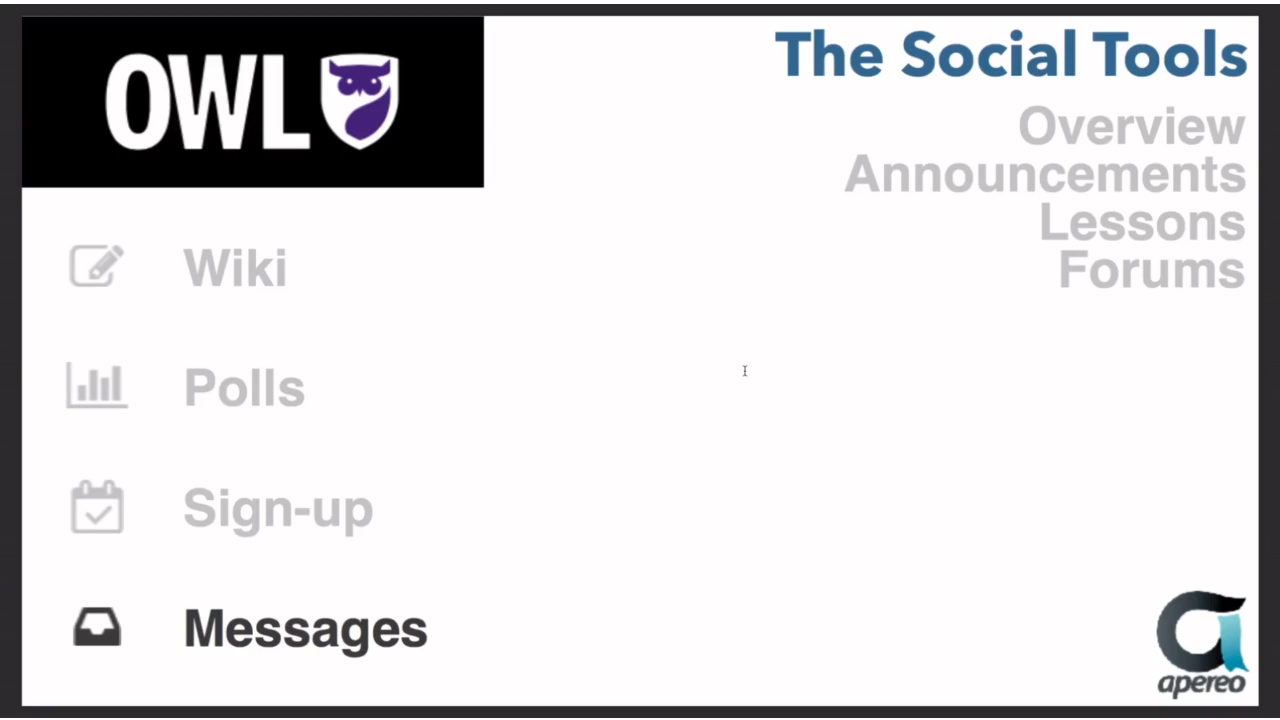 OWL
The Social Tools
Overview
Announcements
Lessons
Forums
Wiki
Polls
Sign-up
Messages
apereo